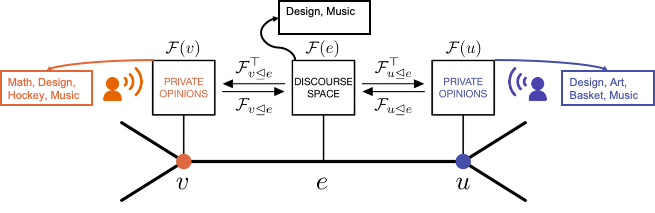 Design, Music
𝓕(v)
𝓕(e)
𝓕(u)
Math, Design,
Hockey, Music
PRIVATE
OPINIONS
𝓕⊤v⊴e
𝓕v⊴e
DISCOURSE
SPACE
𝓕⊤u⊴e
𝓕u⊴e
PRIVATE
OPINIONS
Design, Art,
Basket, Music
v
e
u